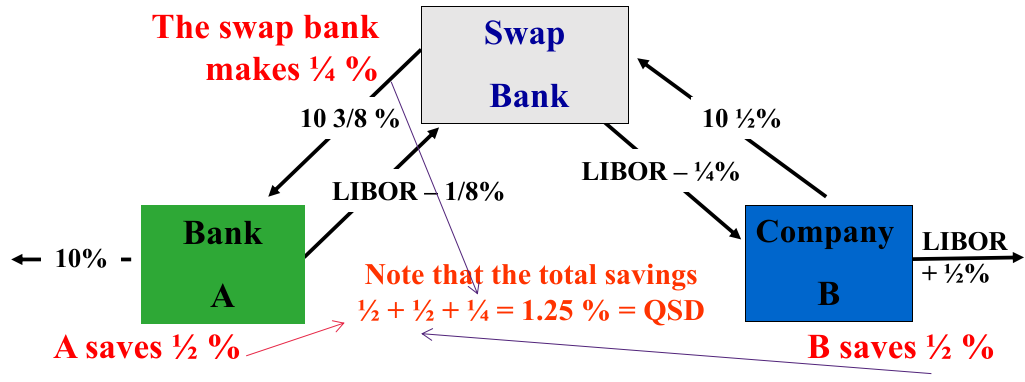 The swap bank
makes ¼ %
Swap
Bank
10 3/8 %
10 ½%
LIBOR – 1/8%
LIBOR – ¼%
Bank
A
Company
B
10%
LIBOR
+ ½%
Note that the total savings
½ + ½ + ¼ = 1.25 % = QSD
A saves ½ %
B saves ½ %